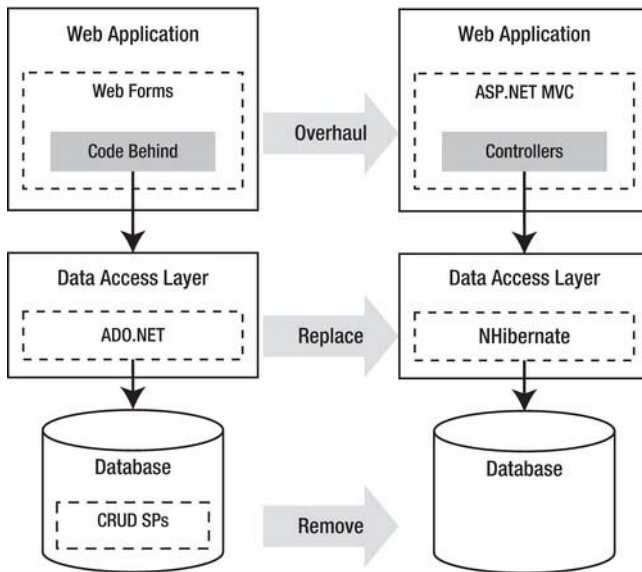 Web Application
Web Forms
Code Behind
Overhaul
Web Application
ASP.NET MVC
Controllers
Data Access Layer
ADO.NET
Replace
Data Access Layer
NHibernate
Database
CRUD SPs
Remove
Database